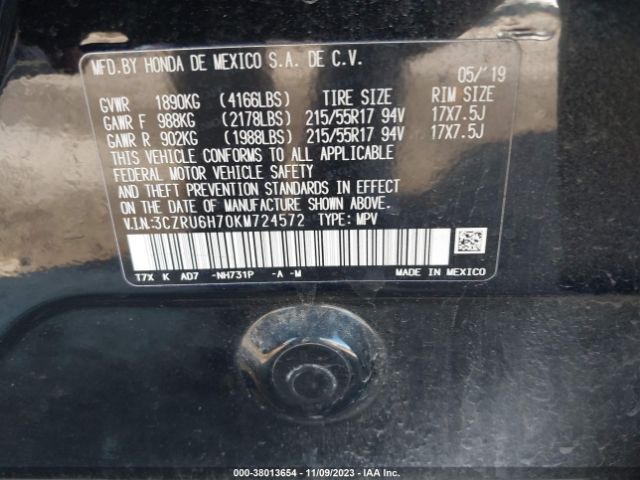 MFD.BY HONDA DE MEXICO S.A. DE C.V.
05/'19
GVWR 1890KG (4166LBS) TIRE SIZE RIM SIZE
GAWR F 988KG (2178LBS) 215/55R17 94V 17X7.5J
GAWR R 902KG (1988LBS) 215/55R17 94V 17X7.5J
THIS VEHICLE CONFORMS TO ALL APPLICABLE
FEDERAL MOTOR VEHICLE SAFETY
AND THEFT PREVENTION STANDARDS IN EFFECT
ON THE DATE OF MANUFACTURE SHOWN ABOVE.
V.I.N.:3CZRU6H70KM724572 TYPE: MPV
T7X K AD7 -NH731P -A -M MADE IN MEXICO
000-38013654 - 11/09/2023 - IAA Inc.